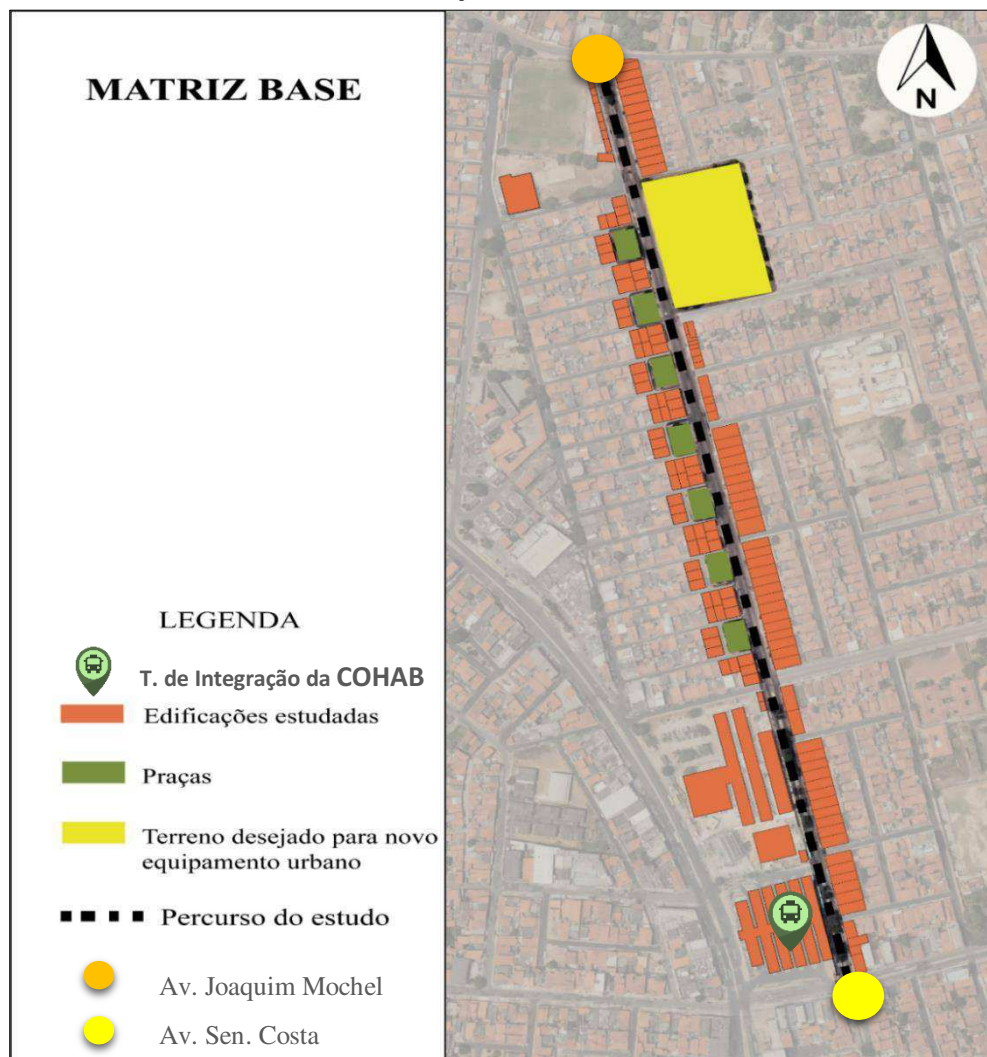 MATRIZ BASE
N
LEGENDA
T. de Integração da COHAB
Edificações estudadas
Praças
Terreno desejado para novo
equipamento urbano
Percurso do estudo
Av. Joaquim Mochel
Av. Sen. Costa